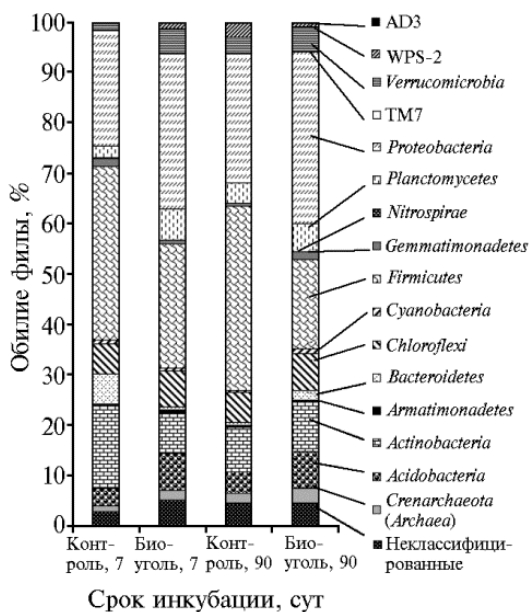 Обилие филы, %
100
90
80
70
60
50
40
30
20
10
0
AD3
WPS-2
Verrucomicrobia
TM7
Proteobacteria
Planctomycetes
Nitrospirae
Gemmatimonadetes
Firmicutes
Cyanobacteria
Chloroflexi
Bacteroidetes
Armatimonadetes
Actinobacteria
Acidobacteria
Crenarchaeota
(Archaea)
Неклассифици-
рованные
Конт-
роль, 7
Био-
уголь, 7
Конт-
роль, 90
Био-
уголь, 90
Срок инкубации, сут